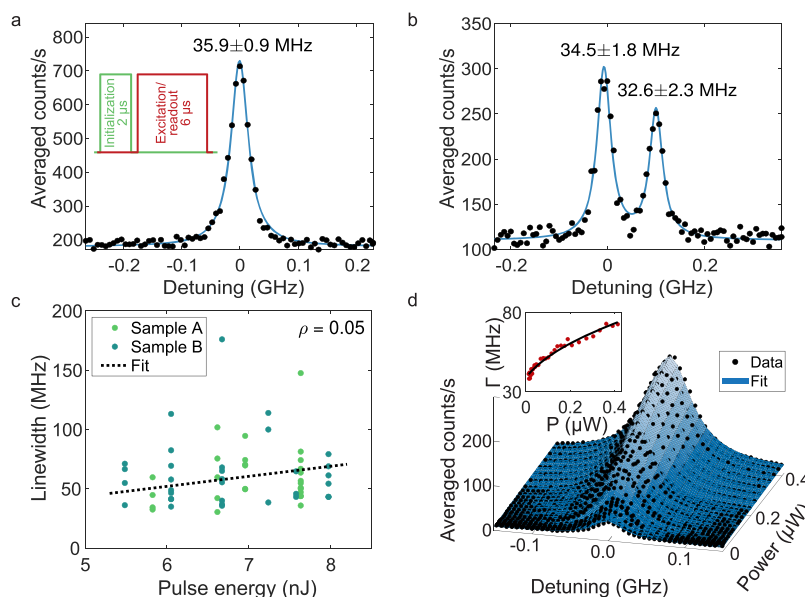 a
35.9±0.9 MHz
800
700
600
500
400
300
200
Averaged counts/s
Initialization
2 µs
Excitation/
readout
6 µs
-0.2
-0.1
0
0.1
0.2
Detuning (GHz)
b
34.5±1.8 MHz
32.6±2.3 MHz
350
300
250
200
150
100
Averaged counts/s
-0.2
0
0.2
Detuning (GHz)
c
200
150
100
50
0
Linewidth (MHz)
Sample A
Sample B
Fit
ρ = 0.05
5
6
7
8
Pulse energy (nJ)
d
80
30
Γ (MHz)
0
0.2
0.4
P (µW)
Data
Fit
200
100
0
Averaged counts/s
-0.1
0.0
0.1
Detuning (GHz)
0
0.2
0.4
Power (µW)